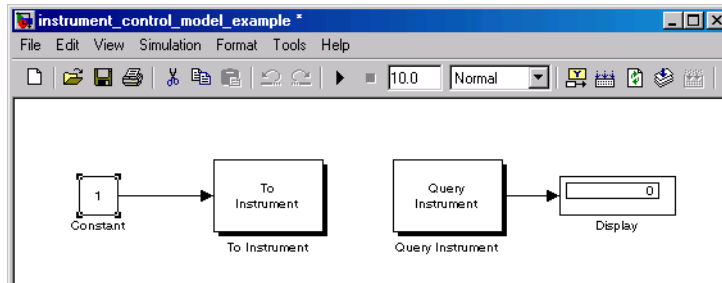 instrument_control_model_example *
File Edit View Simulation Format Tools Help
10.0 Normal
1
Constant
To
Instrument
To Instrument
Query
Instrument
Query Instrument
0
Display